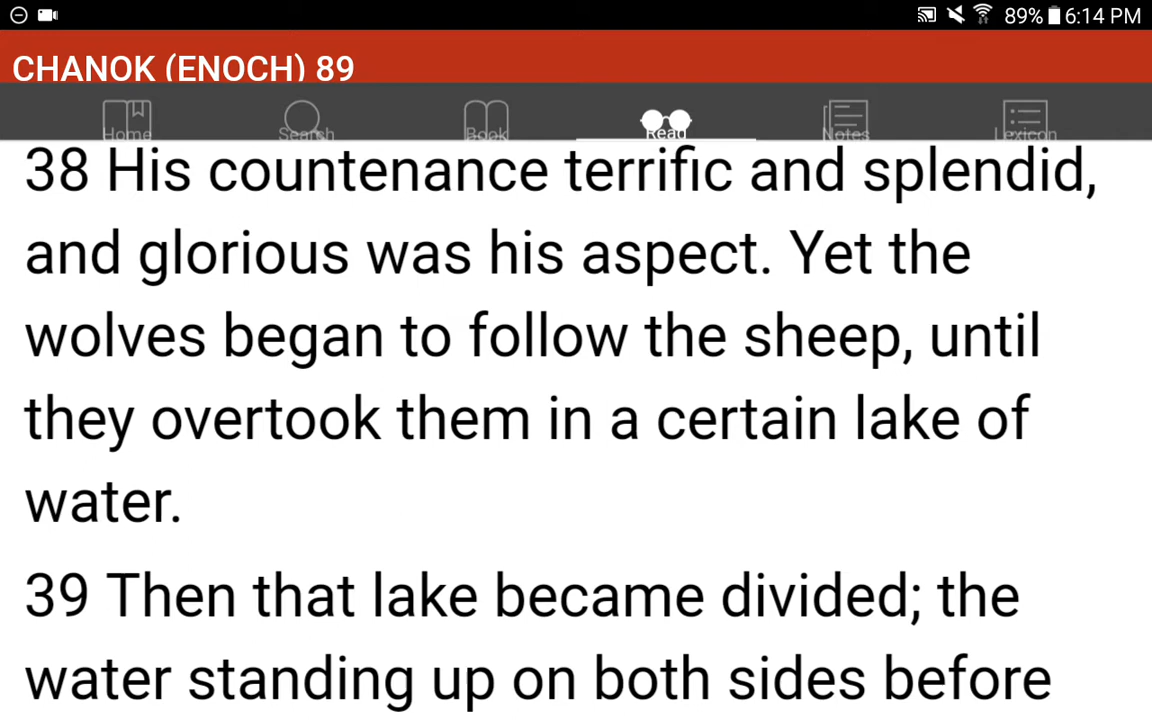 89% 6:14 PM
CHANOK (ENOCH) 89
Home Search Book Read Notes Lexicon
38 His countenance terrific and splendid,
and glorious was his aspect. Yet the
wolves began to follow the sheep, until
they overtook them in a certain lake of
water.
39 Then that lake became divided; the
water standing up on both sides before